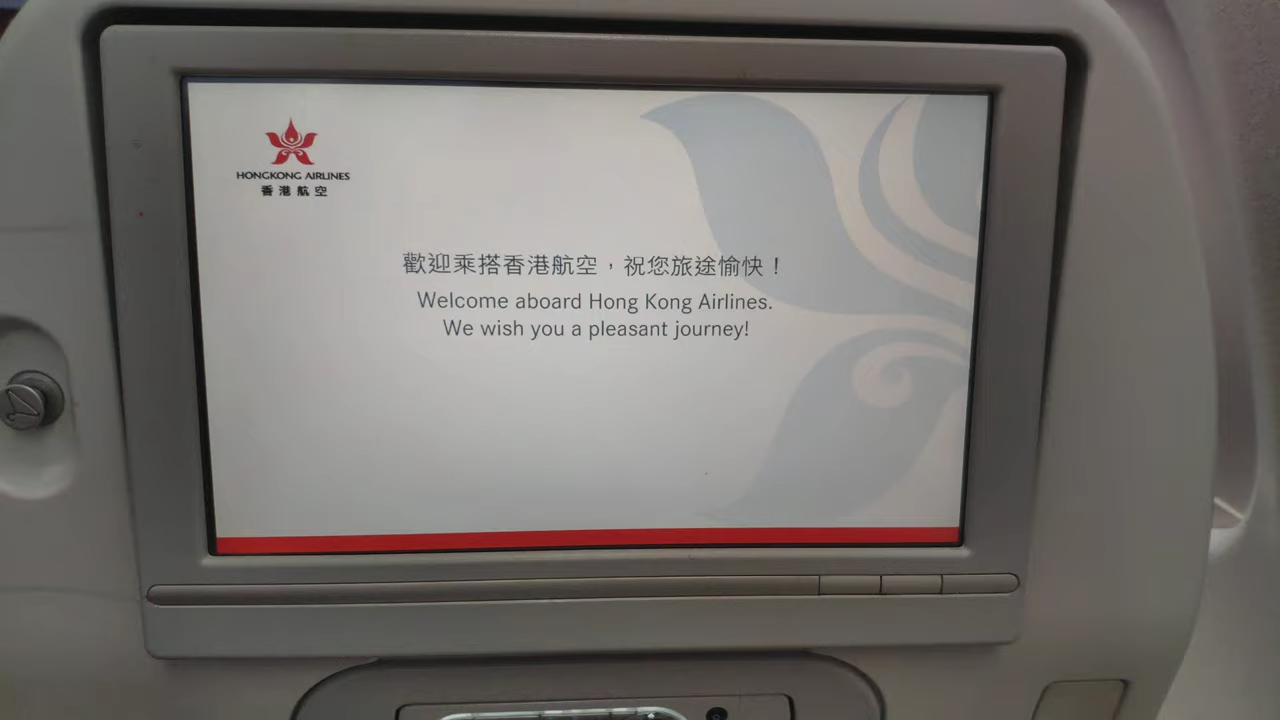 HONGKONG AIRLINES
香港航空
歡迎乘搭香港航空，祝您旅途愉快！
Welcome aboard Hong Kong Airlines.
We wish you a pleasant journey!